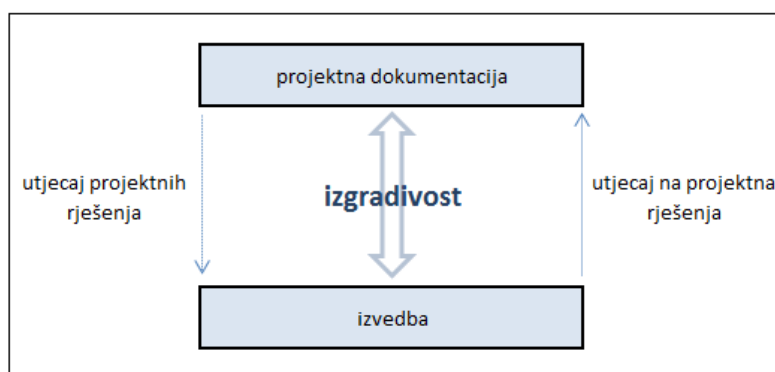 projektna dokumentacija
utjecaj projektnih
rješenja
izgradivost
utjecaj na projektna
rješenja
izvedba